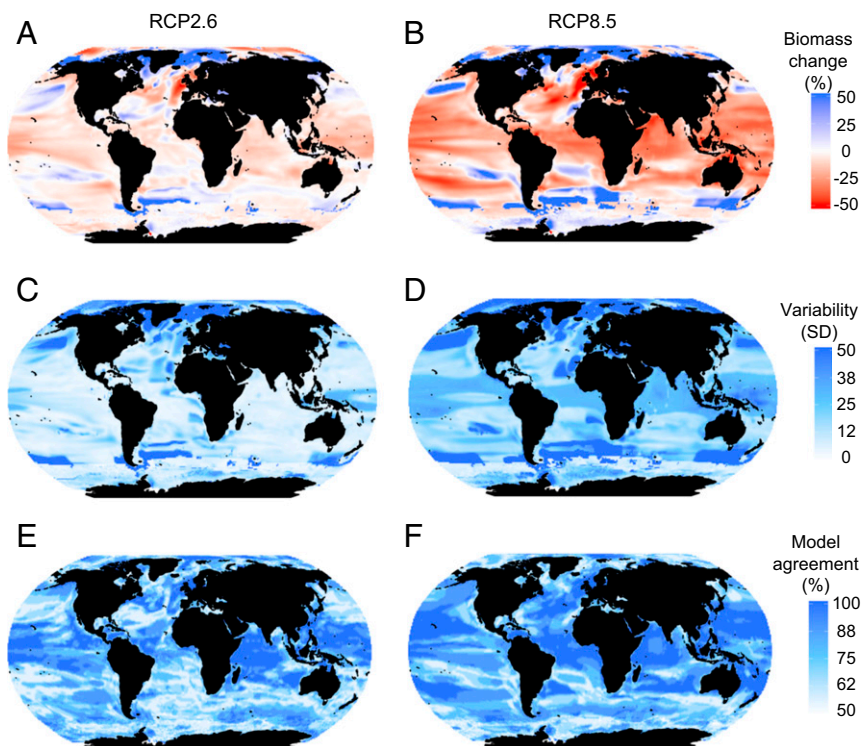 RCP2.6
RCP8.5
A
B
Biomass
change
(%)
50
25
0
-25
-50
C
D
Variability
(SD)
50
38
25
12
0
E
F
Model
agreement
(%)
100
88
75
62
50